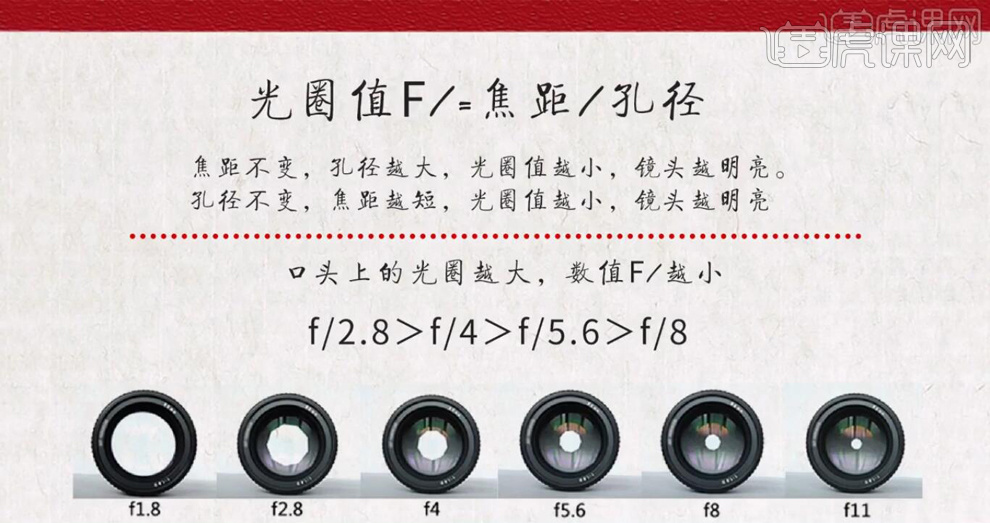 虎课网
光圈值F/=焦距/孔径
焦距不变，孔径越大，光圈值越小，镜头越明亮。
孔径不变，焦距越短，光圈值越小，镜头越明亮
口头上的光圈越大，数值F/越小
f/2.8＞f/4＞f/5.6＞f/8
f1.8 f2.8 f4 f5.6 f8 f11